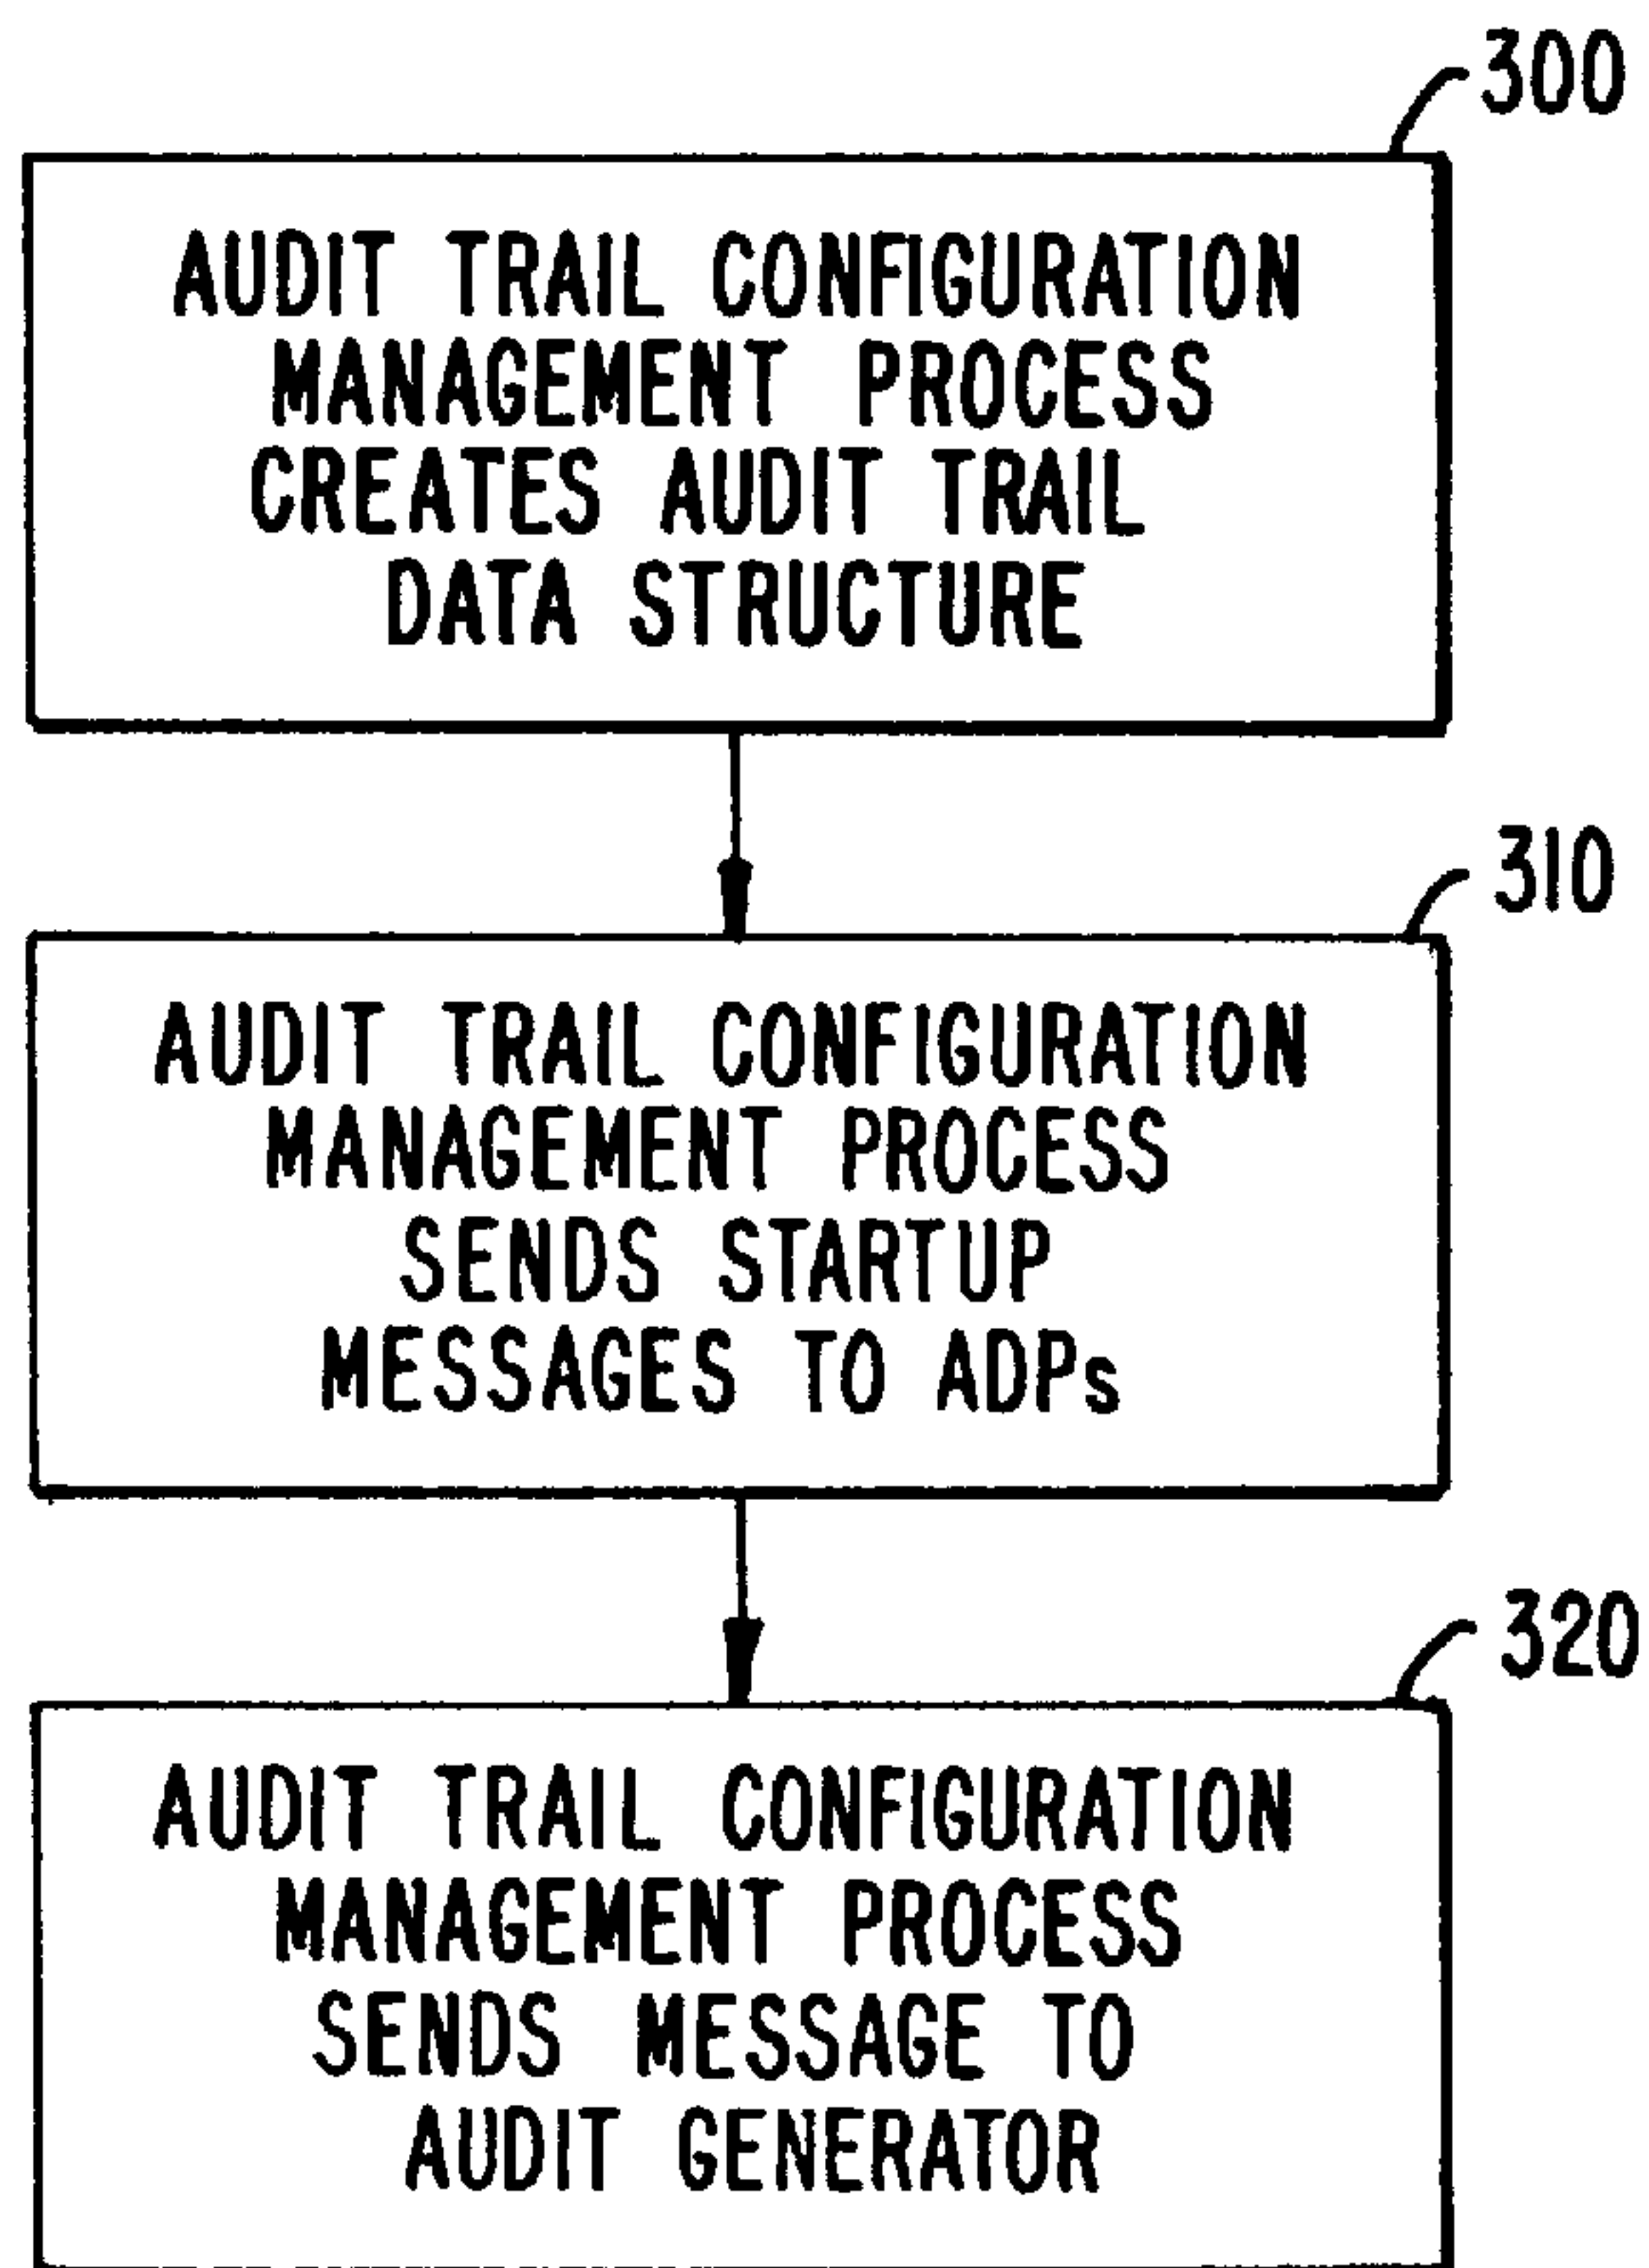 300
AUDIT TRAIL CONFIGURATION
MANAGEMENT PROCESS
CREATES AUDIT TRAIL
DATA STRUCTURE
310
AUDIT TRAIL CONFIGURATION
MANAGEMENT PROCESS
SENDS STARTUP
MESSAGES TO ADPs
320
AUDIT TRAIL CONFIGURATION
MANAGEMENT PROCESS
SENDS MESSAGE TO
AUDIT GENERATOR